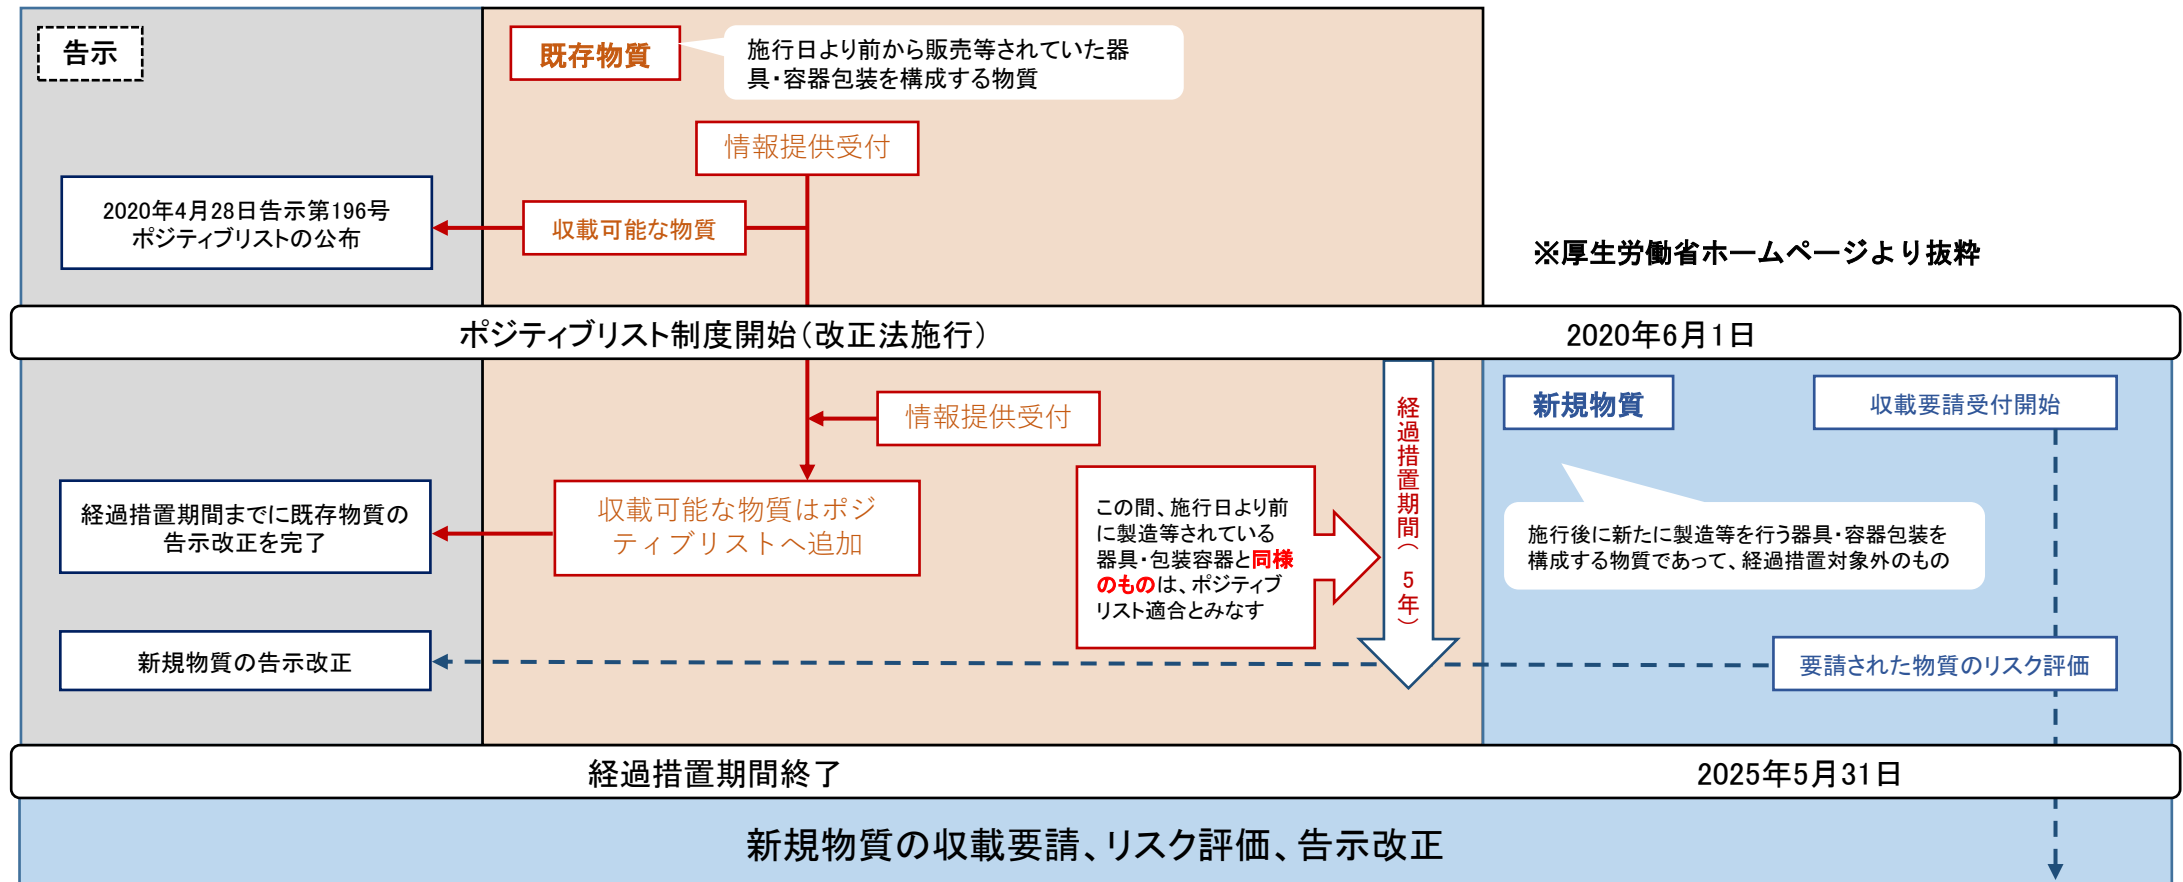 告示
既存物質
施行日より前から販売等されていた器
具・容器包装を構成する物質
情報提供受付
2020年4月28日告示第196号
ポジティブリストの公布
収載可能な物質
※厚生労働省ホームページより抜粋
ポジティブリスト制度開始（改正法施行）
2020年6月1日
情報提供受付
経過措置期間（５年）
新規物質
収載要請受付開始
経過措置期間までに既存物質の
告示改正を完了
収載可能な物質はポジ
ティブリストへ追加
この間、施行日より前
に製造等されている
器具・包装容器と同様
のものは、ポジティブ
リスト適合とみなす
施行後に新たに製造等を行う器具・容器包装を
構成する物質であって、経過措置対象外のもの
新規物質の告示改正
要請された物質のリスク評価
経過措置期間終了
2025年5月31日
新規物質の収載要請、リスク評価、告示改正